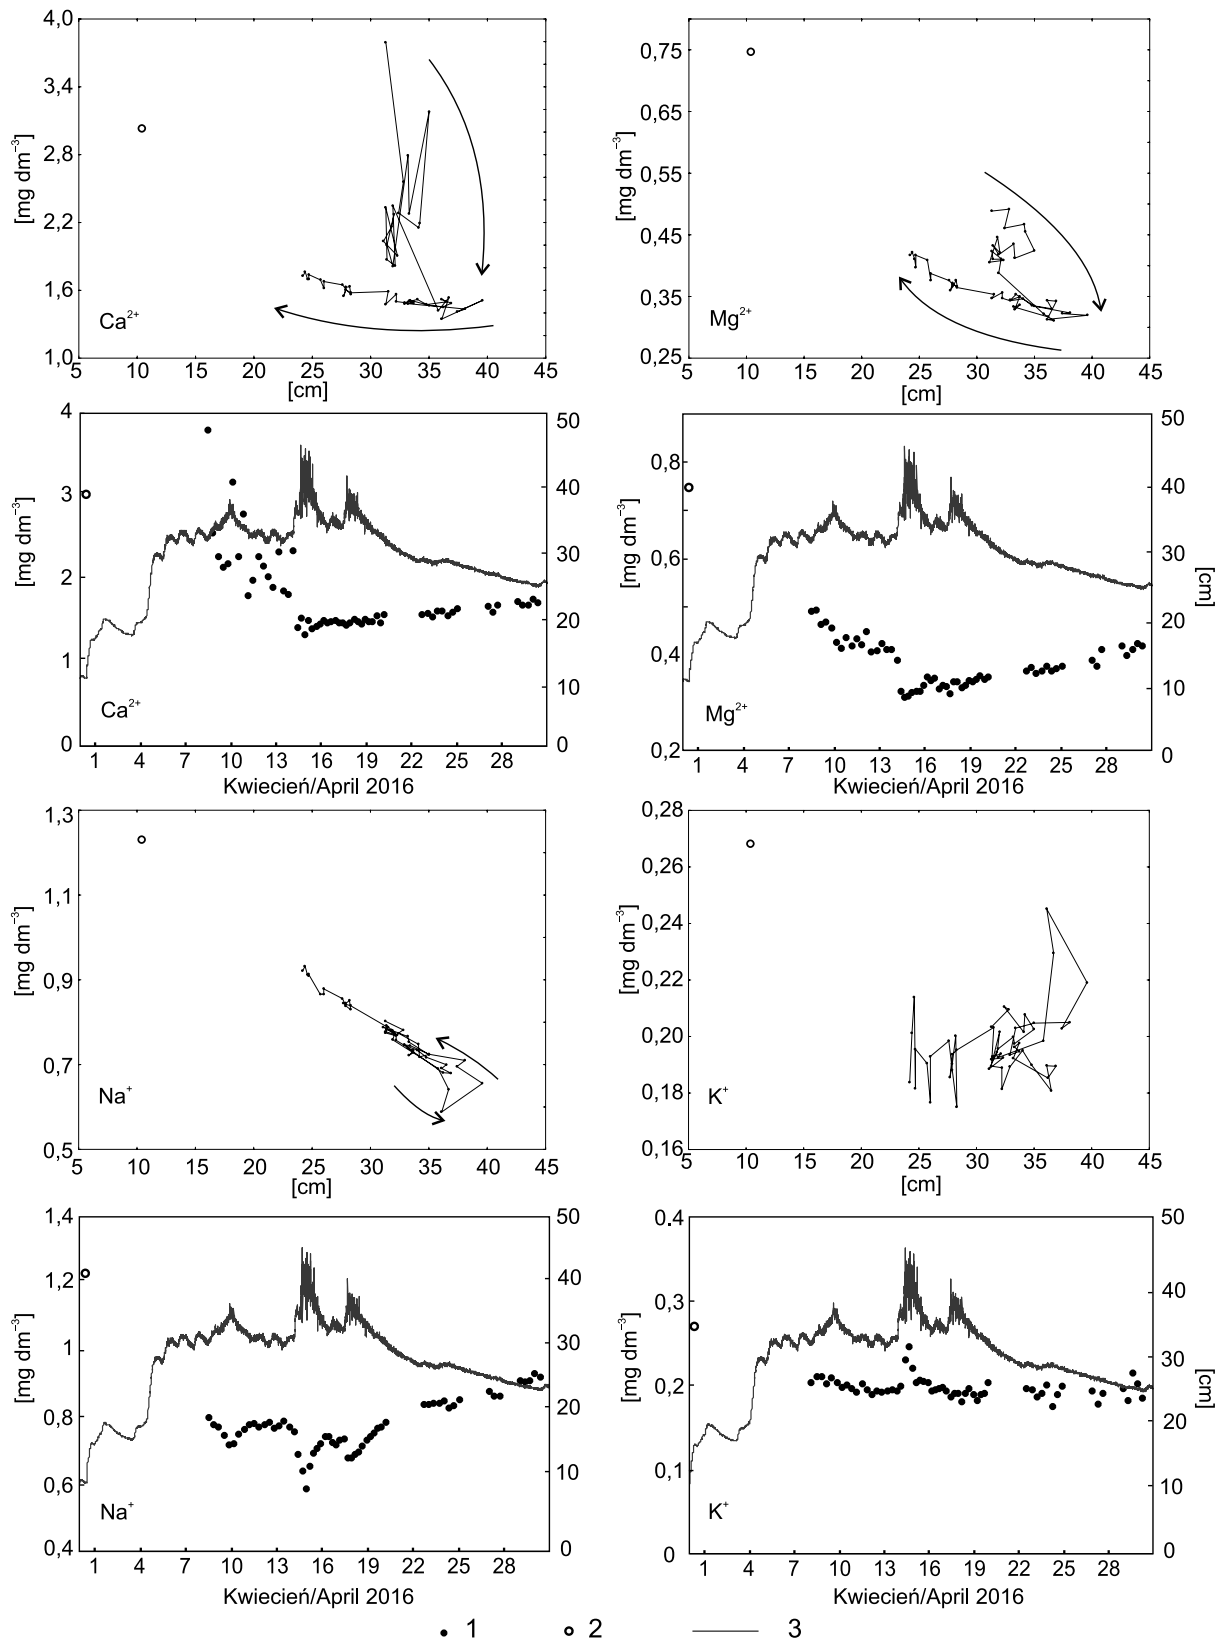 4,0
3,4
2,8
2,2
1,6
1,0
[mg dm⁻³]
Ca²⁺
5 10 15 20 25 30 35 40 45
[cm]
0,75
0,65
0,55
0,45
0,35
0,25
[mg dm⁻³]
Mg²⁺
5 10 15 20 25 30 35 40 45
[cm]
4
3
2
1
0
[mg dm⁻³]
50
40
30
20
10
0
Ca²⁺
1 4 7 10 13 16 19 22 25 28
Kwiecień/April 2016
0,8
0,6
0,4
0,2
[mg dm⁻³]
50
40
30
20
10
0
[cm]
Mg²⁺
1 4 7 10 13 16 19 22 25 28
Kwiecień/April 2016
1,3
1,1
0,9
0,7
0,5
[mg dm⁻³]
Na⁺
5 10 15 20 25 30 35 40 45
[cm]
0,28
0,26
0,24
0,22
0,20
0,18
0,16
[mg dm⁻³]
K⁺
5 10 15 20 25 30 35 40 45
[cm]
1,4
1,2
1
0,8
0,6
0,4
[mg dm⁻³]
50
40
30
20
10
0
Na⁺
1 4 7 10 13 16 19 22 25 28
Kwiecień/April 2016
0,4
0,3
0,2
0,1
0
[mg dm⁻³]
50
40
30
20
10
0
[cm]
K⁺
1 4 7 10 13 16 19 22 25 28
Kwiecień/April 2016
1 2 3